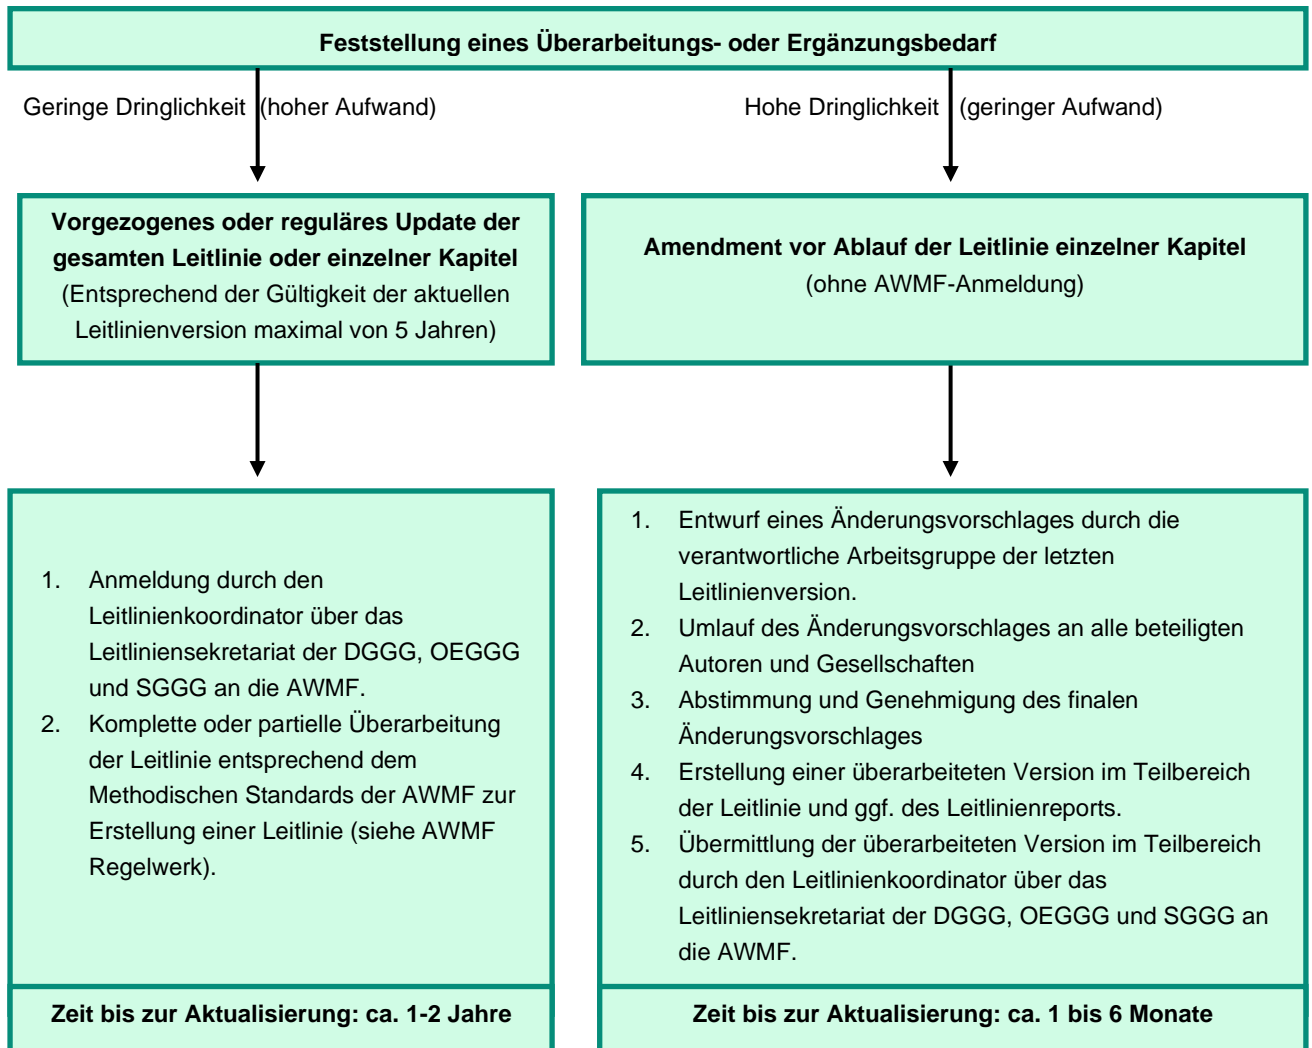 Feststellung eines Überarbeitungs- oder Ergänzungsbedarf
Geringe Dringlichkeit (hoher Aufwand)
Hohe Dringlichkeit (geringer Aufwand)
Vorgezogenes oder reguläres Update der
gesamten Leitlinie oder einzelner Kapitel
(Entsprechend der Gültigkeit der aktuellen
Leitlinienversion maximal von 5 Jahren)
Amendment vor Ablauf der Leitlinie einzelner Kapitel
(ohne AWMF-Anmeldung)
1. Anmeldung durch den
Leitlinienkoordinator über das
Leitliniensekretariat der DGGG, OEGGG
und SGGG an die AWMF.
2. Komplette oder partielle Überarbeitung
der Leitlinie entsprechend dem
Methodischen Standards der AWMF zur
Erstellung einer Leitlinie (siehe AWMF
Regelwerk).
Zeit bis zur Aktualisierung: ca. 1-2 Jahre
1. Entwurf eines Änderungsvorschlages durch die
verantwortliche Arbeitsgruppe der letzten
Leitlinienversion.
2. Umlauf des Änderungsvorschlages an alle beteiligten
Autoren und Gesellschaften
3. Abstimmung und Genehmigung des finalen
Änderungsvorschlages
4. Erstellung einer überarbeiteten Version im Teilbereich
der Leitlinie und ggf. des Leitlinienreports.
5. Übermittlung der überarbeiteten Version im Teilbereich
durch den Leitlinienkoordinator über das
Leitliniensekretariat der DGGG, OEGGG und SGGG an
die AWMF.
Zeit bis zur Aktualisierung: ca. 1 bis 6 Monate